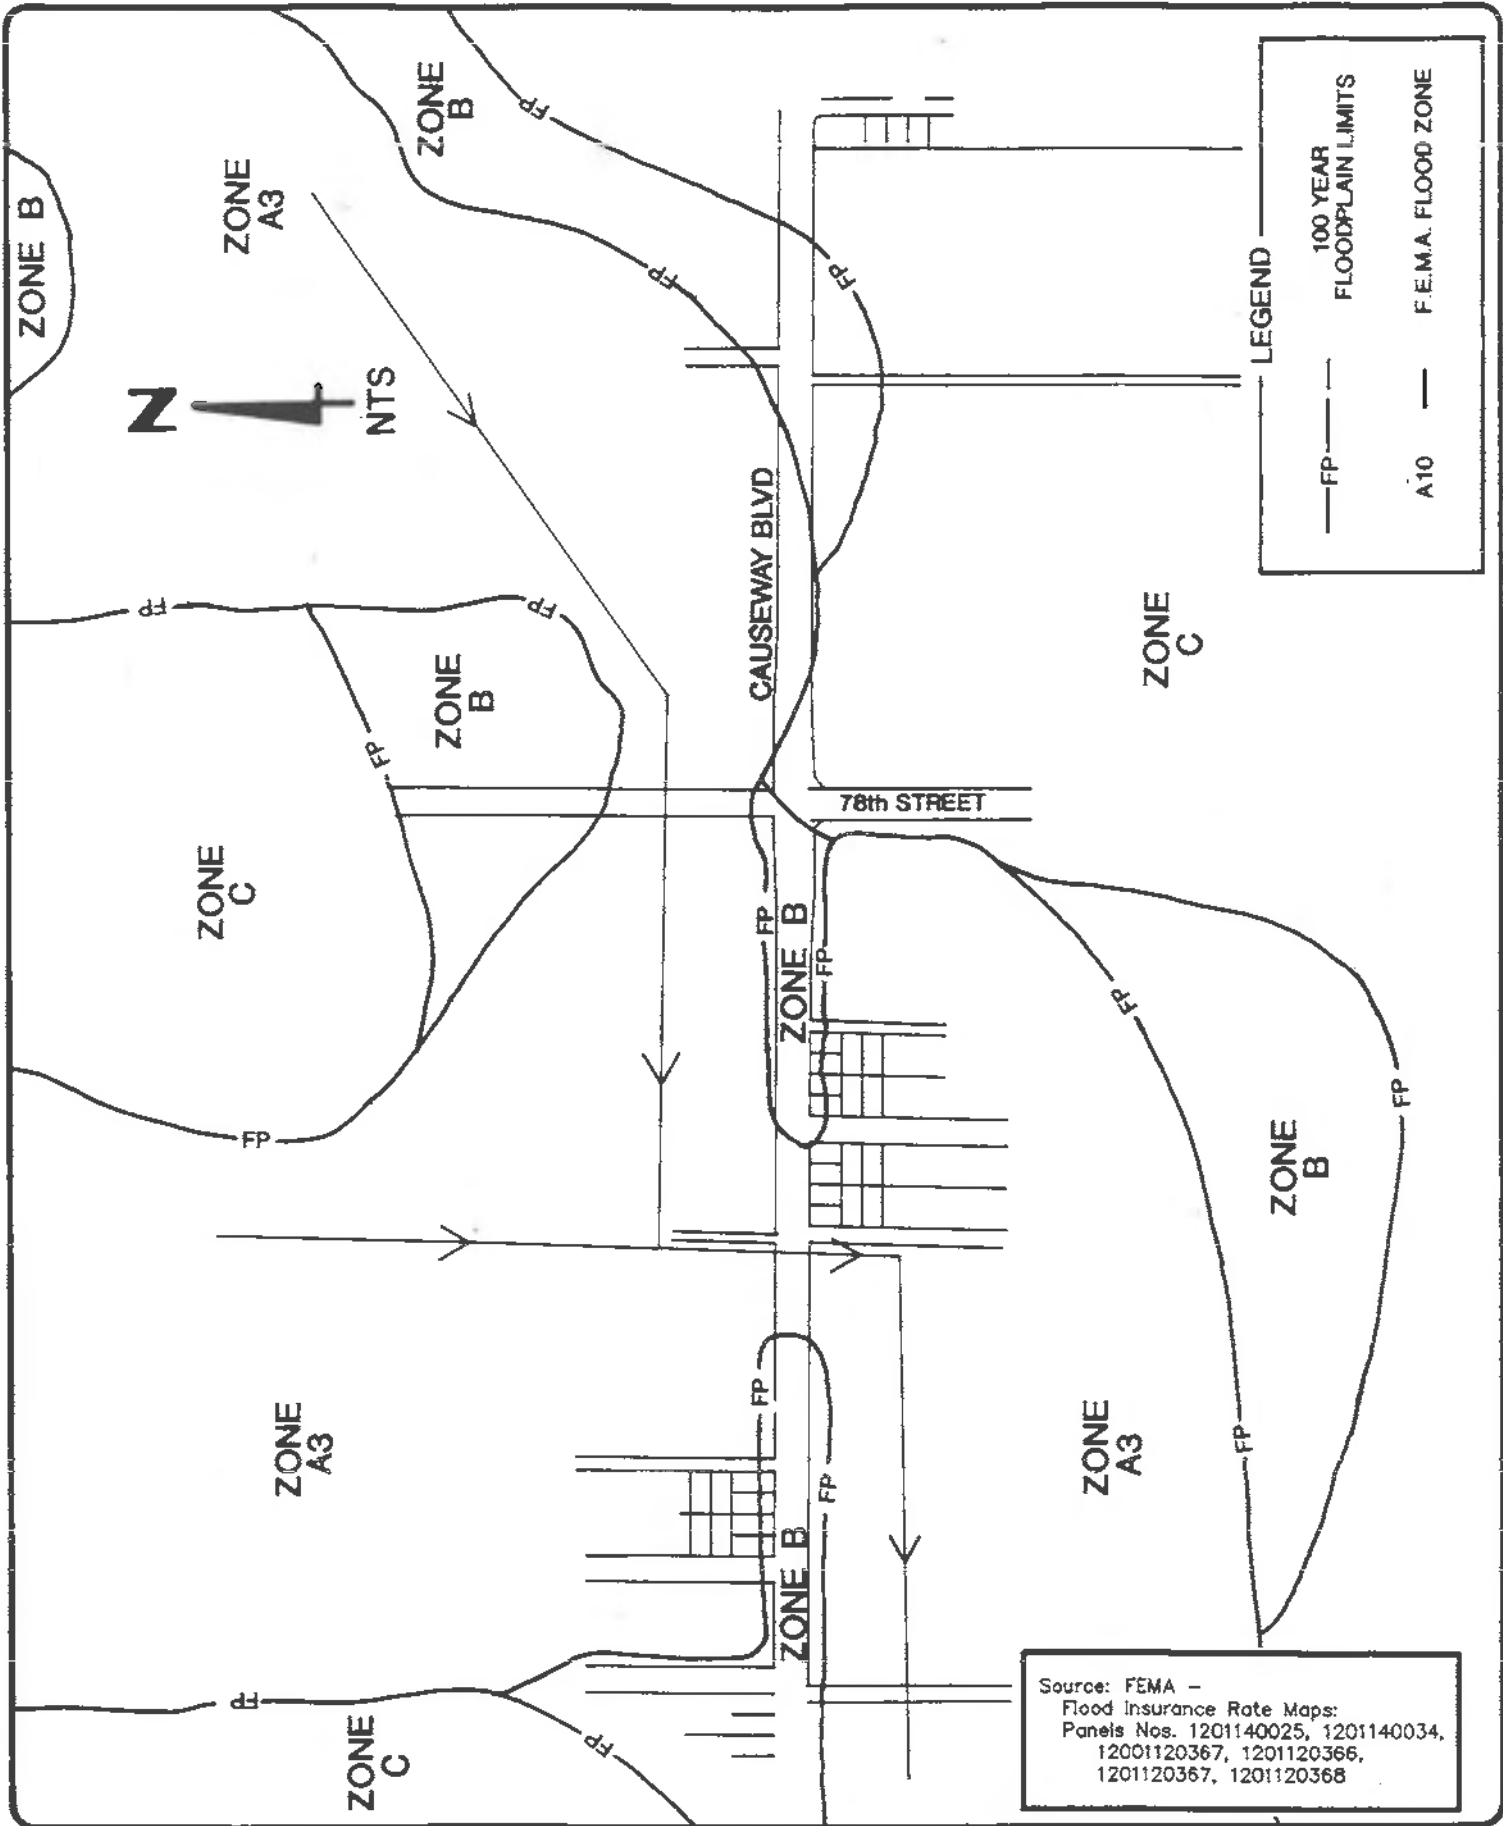 ZONE B
ZONE
A3
ZONE
B
FP
N
NTS
FP
FP
FP
FP
FP
ZONE
B
FP
CAUSEWAY BLVD
78th STREET
ZONE
C
FP
ZONE
C
FP
ZONE B
FP
FP
FP
ZONE
B
ZONE
A3
FP
FP
ZONE B
ZONE
A3
FP
FP
ZONE
C
FP
LEGEND
FP
100 YEAR
FLOODPLAIN LIMITS
A10
F.E.M.A. FLOOD ZONE
Source: FEMA -
Flood Insurance Rate Maps:
Panels Nos. 1201140025, 1201140034,
12001120367, 1201120366,
1201120367, 1201120368